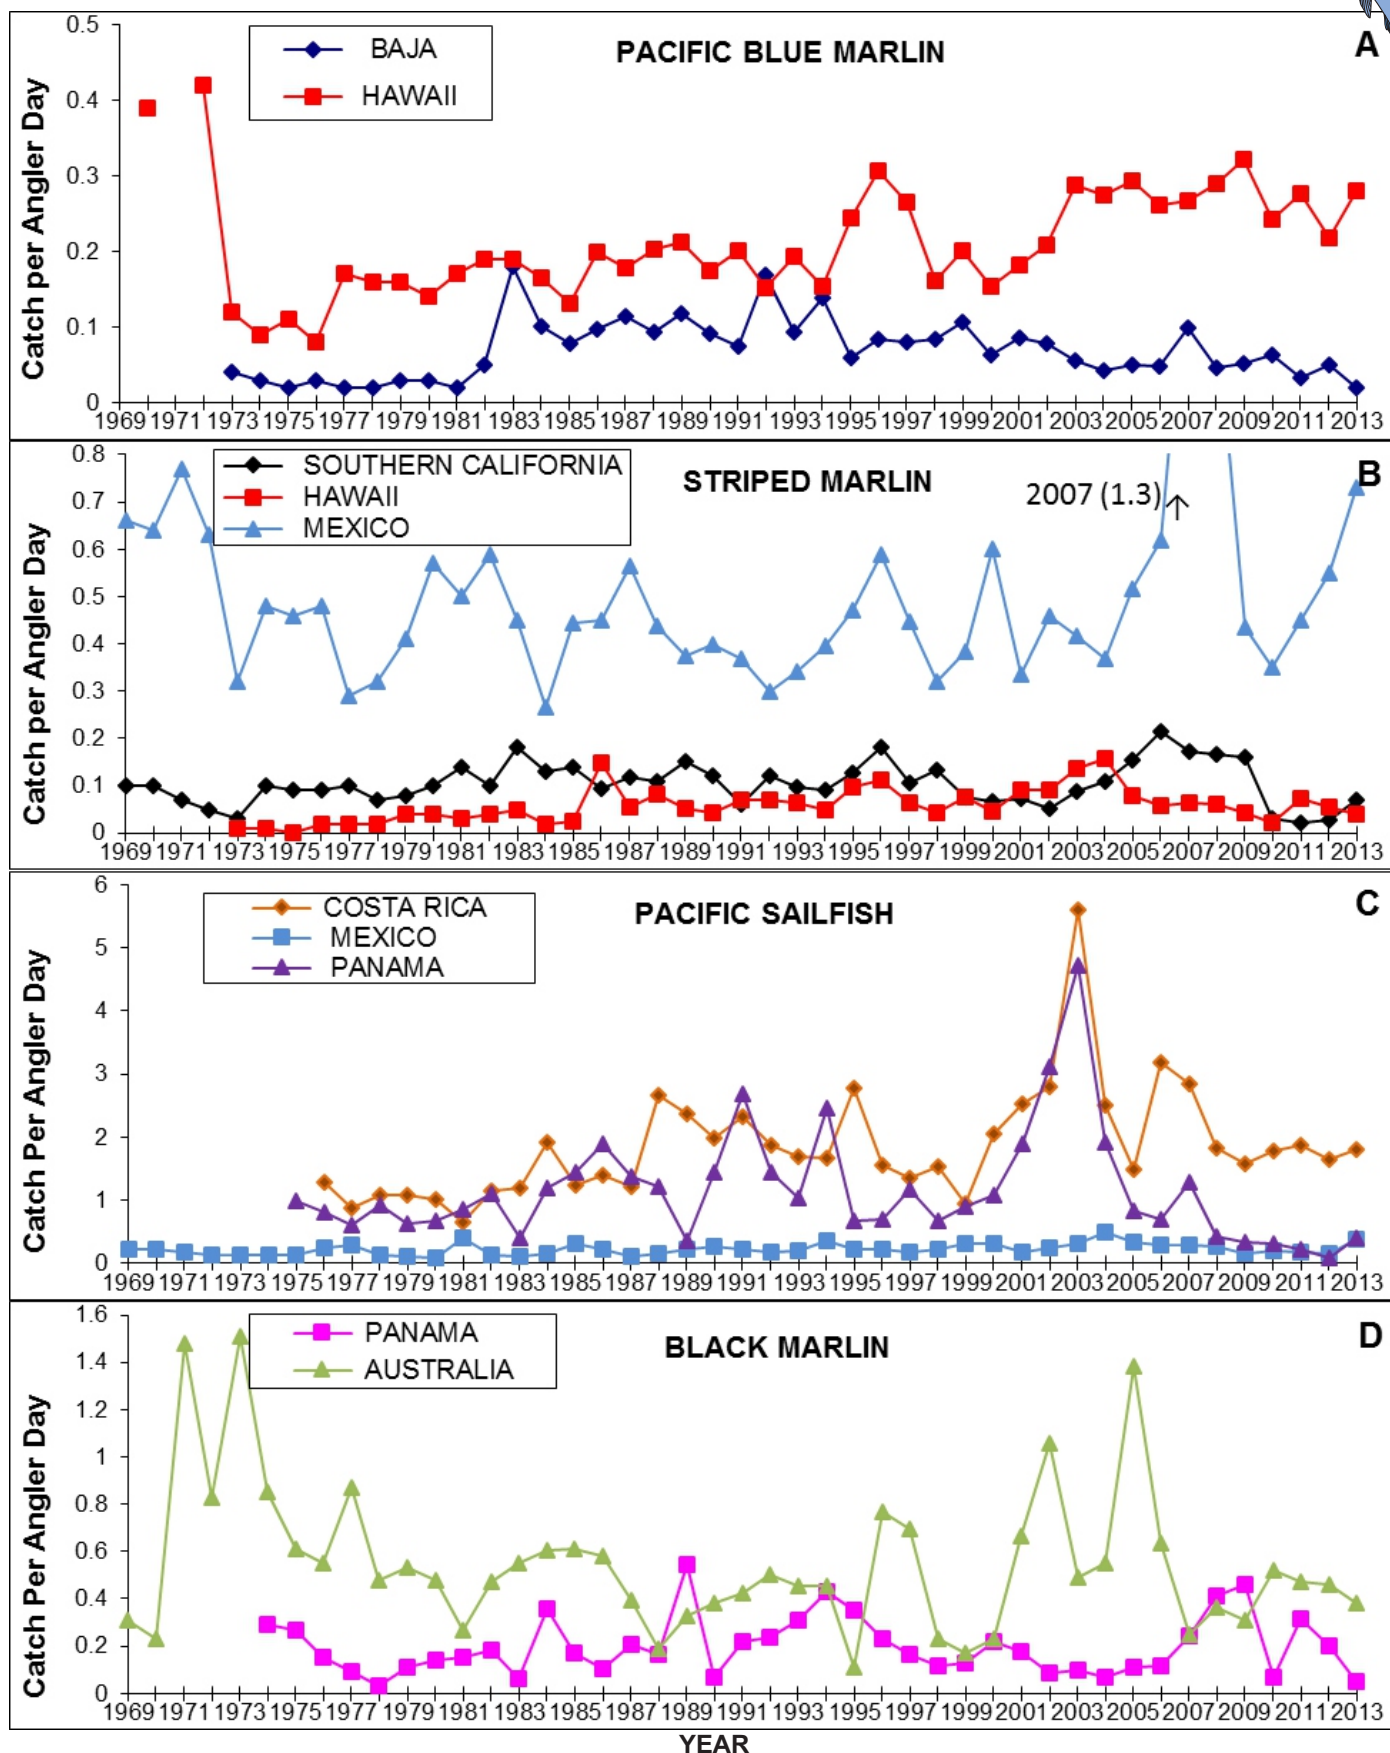 PACIFIC BLUE MARLIN
A
BAJA
HAWAII
Catch per Angler Day
0.5
0.4
0.3
0.2
0.1
0
1969 1971 1973 1975 1977 1979 1981 1983 1985 1987 1989 1991 1993 1995 1997 1999 2001 2003 2005 2007 2009 2011 2013
STRIPED MARLIN
B
SOUTHERN CALIFORNIA
HAWAII
MEXICO
2007 (1.3) ↑
Catch per Angler Day
0.8
0.7
0.6
0.5
0.4
0.3
0.2
0.1
0
1969 1971 1973 1975 1977 1979 1981 1983 1985 1987 1989 1991 1993 1995 1997 1999 2001 2003 2005 2007 2009 2011 2013
PACIFIC SAILFISH
C
COSTA RICA
MEXICO
PANAMA
Catch Per Angler Day
6
5
4
3
2
1
0
1969 1971 1973 1975 1977 1979 1981 1983 1985 1987 1989 1991 1993 1995 1997 1999 2001 2003 2005 2007 2009 2011 2013
BLACK MARLIN
D
PANAMA
AUSTRALIA
Catch Per Angler Day
1.6
1.4
1.2
1
0.8
0.6
0.4
0.2
0
1969 1971 1973 1975 1977 1979 1981 1983 1985 1987 1989 1991 1993 1995 1997 1999 2001 2003 2005 2007 2009 2011 2013
YEAR